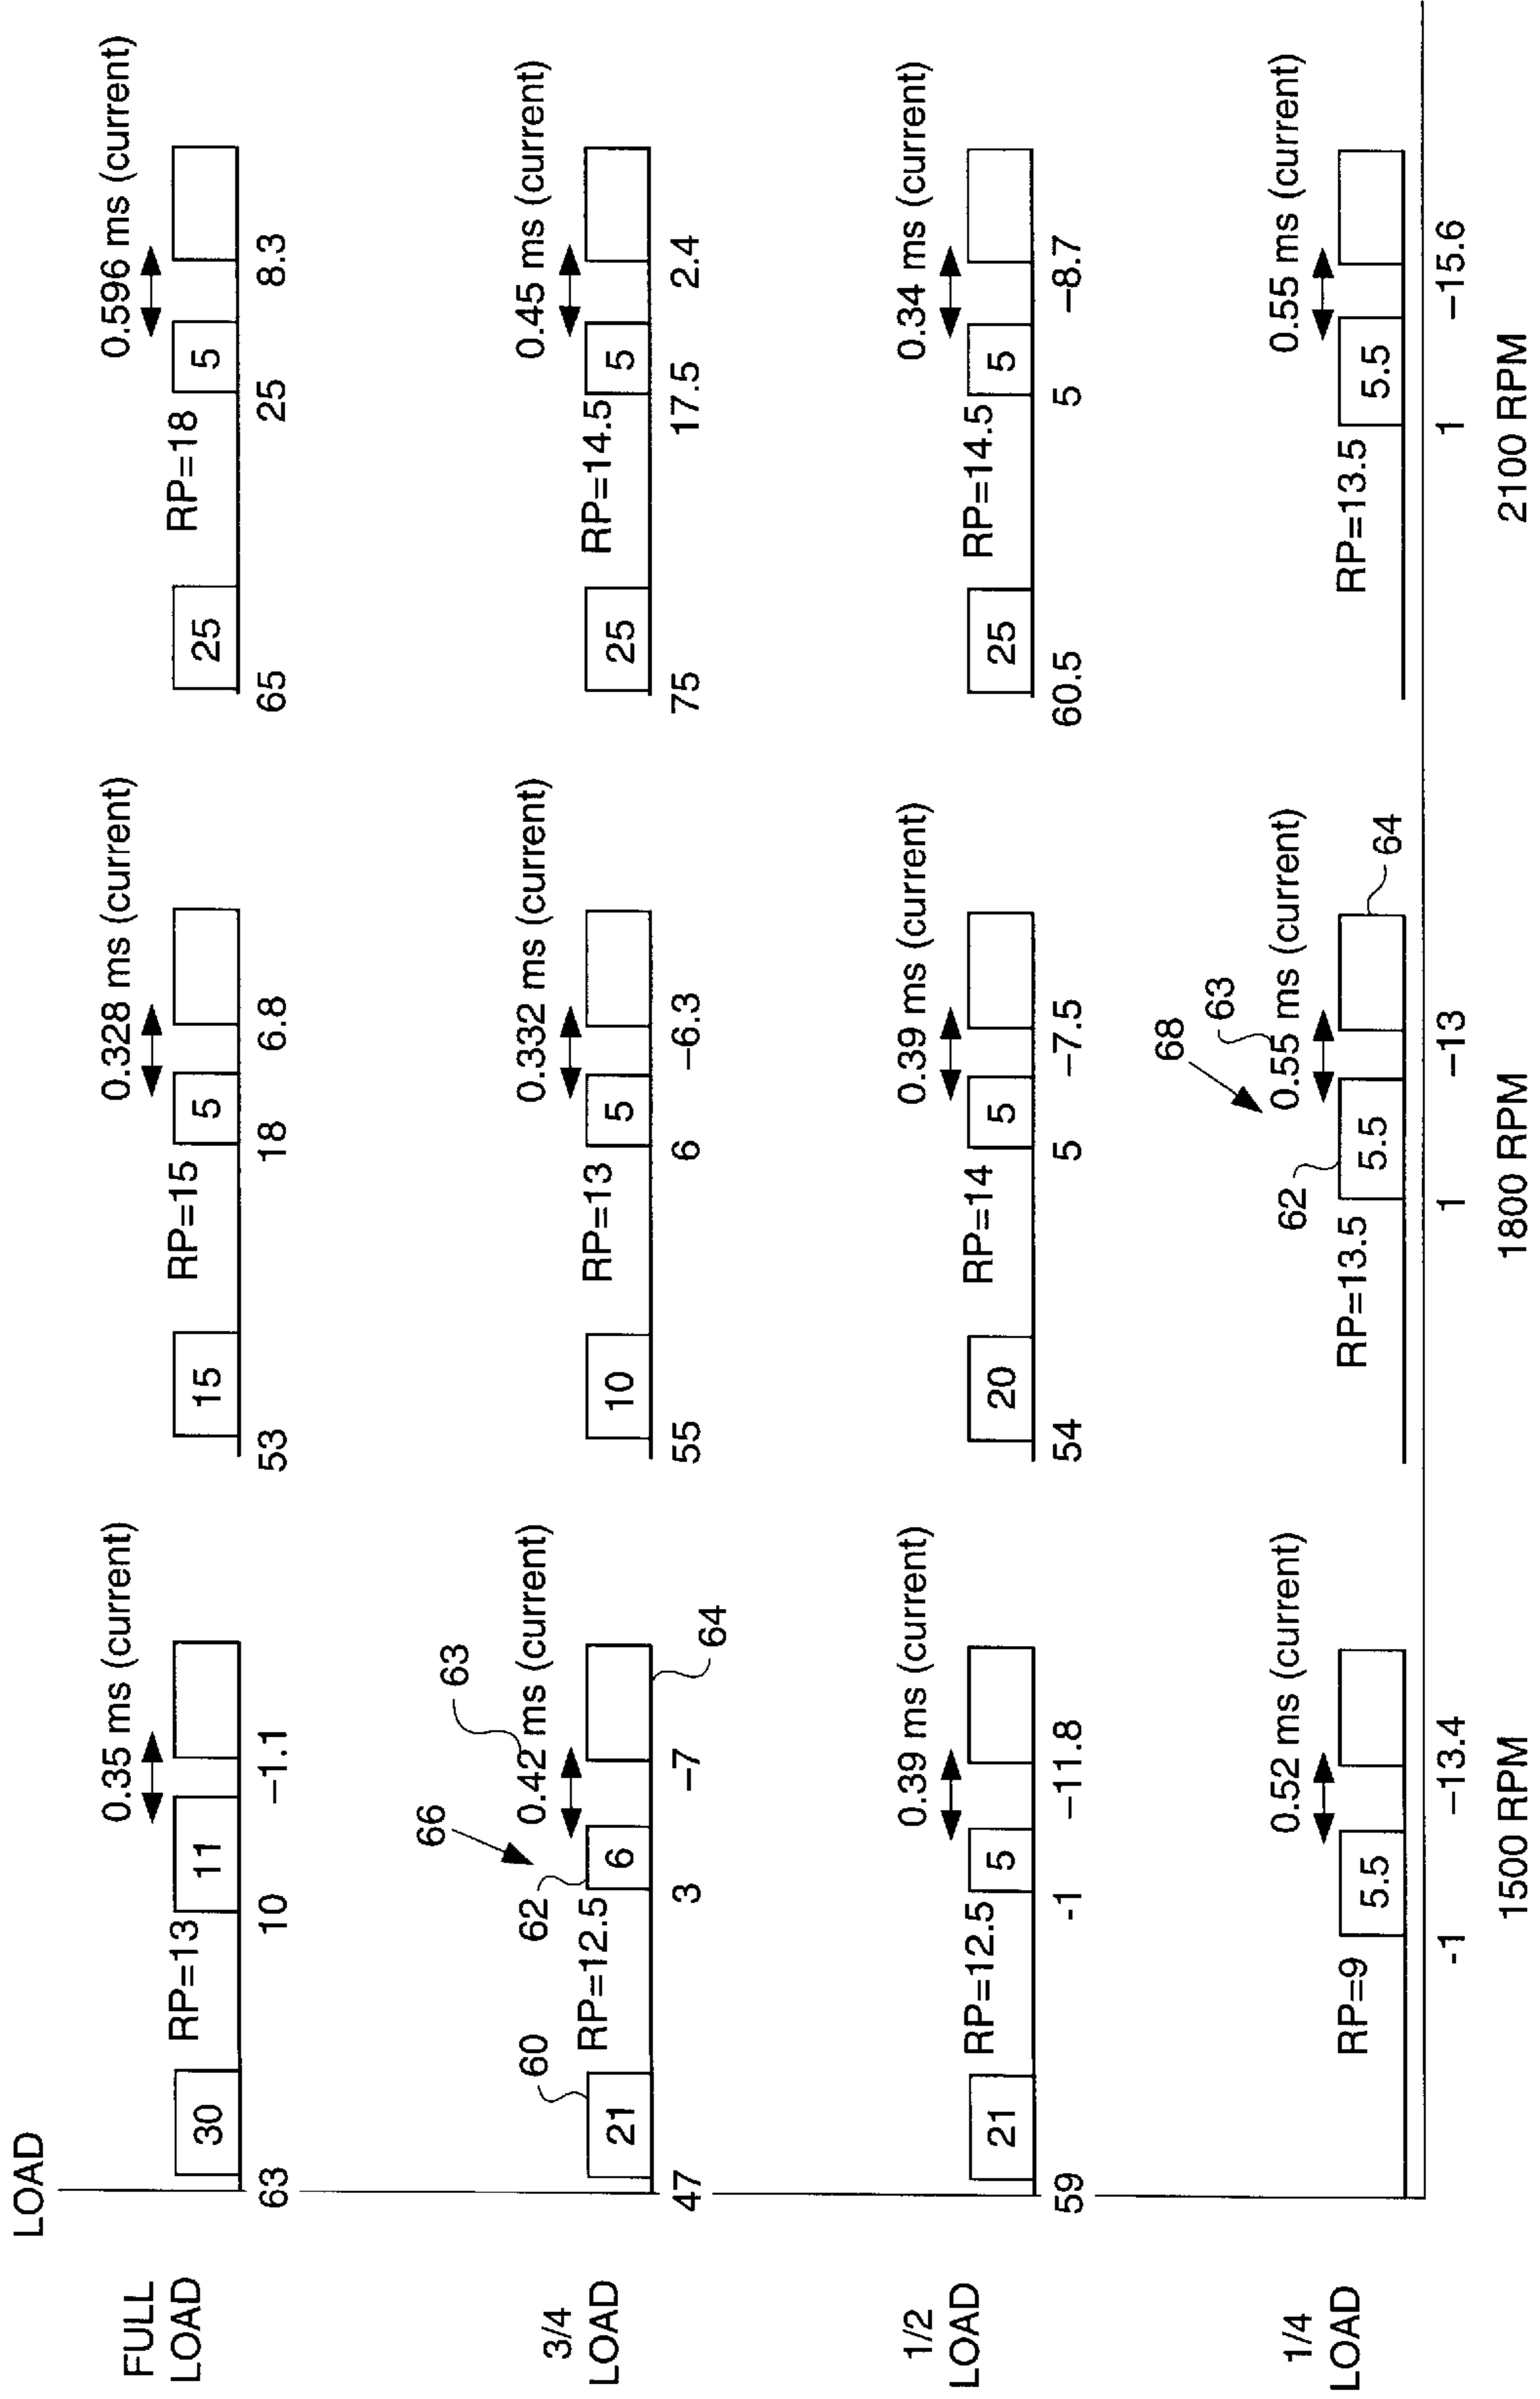 LOAD
FULL
LOAD
0.35 ms (current)
30
RP=13
11
63
10
−1.1
0.328 ms (current)
15
RP=15
5
53
18
6.8
0.596 ms (current)
25
RP=18
5
65
25
8.3
3/4
LOAD
66
63
0.42 ms (current)
60
62
21
RP=12.5
6
64
47
3
−7
0.332 ms (current)
10
RP=13
5
55
6
−6.3
0.45 ms (current)
25
RP=14.5
5
75
17.5
2.4
1/2
LOAD
0.39 ms (current)
21
RP=12.5
5
59
-1
−11.8
0.39 ms (current)
20
RP=14
5
54
5
−7.5
0.34 ms (current)
25
RP=14.5
5
60.5
5
−8.7
1/4
LOAD
0.52 ms (current)
RP=9
5.5
-1
−13.4
68
63
0.55 ms (current)
62
RP=13.5
5.5
64
1
−13
0.55 ms (current)
RP=13.5
5.5
1
−15.6
1500 RPM
1800 RPM
2100 RPM